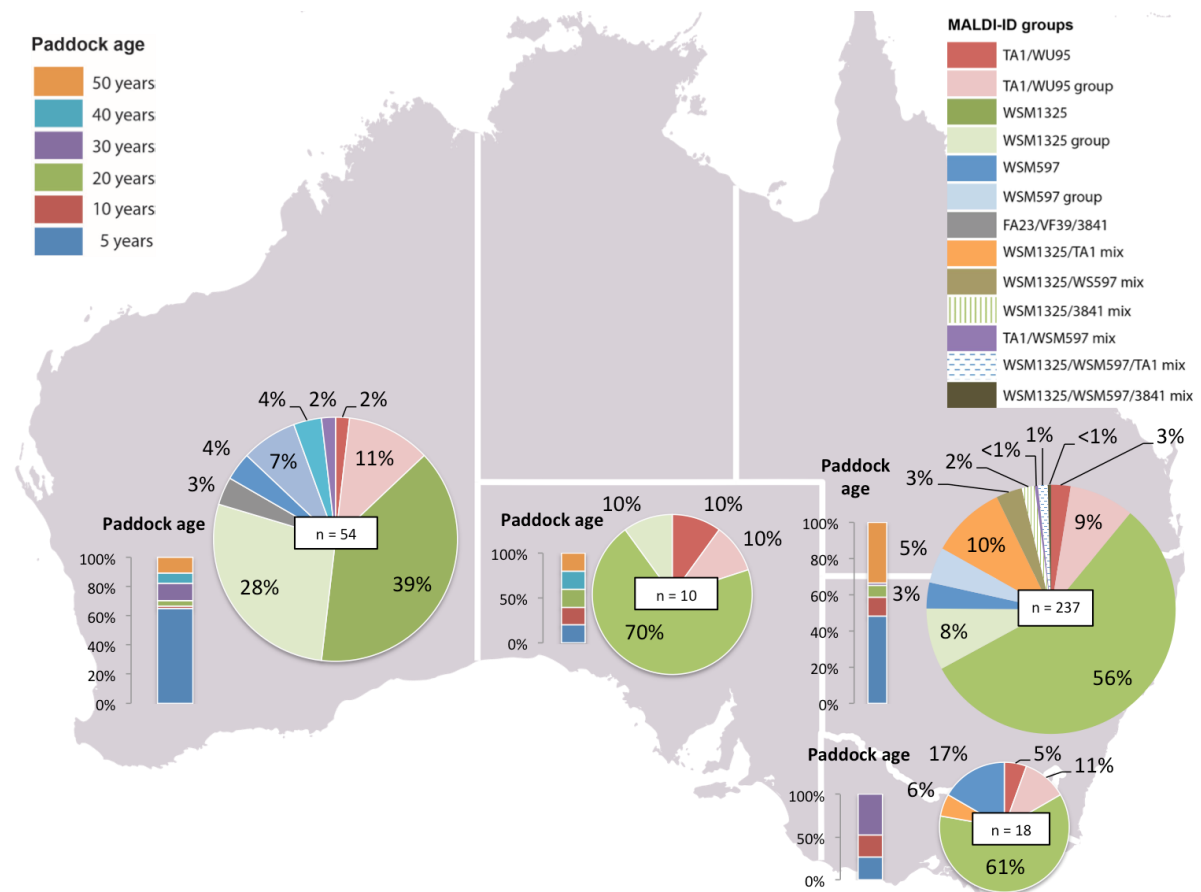 Paddock age
50 years
40 years
30 years
20 years
10 years
5 years
MALDI-ID groups
TA1/WU95
TA1/WU95 group
WSM1325
WSM1325 group
WSM597
WSM597 group
FA23/VF39/3841
WSM1325/TA1 mix
WSM1325/WS597 mix
WSM1325/3841 mix
TA1/WSM597 mix
WSM1325/WSM597/TA1 mix
WSM1325/WSM597/3841 mix
Paddock age
100%
80%
60%
40%
20%
0%
4%
2%
2%
4%
7%
11%
3%
n = 54
28%
39%
Paddock age
100%
50%
0%
10%
10%
10%
n = 10
70%
Paddock
age
100%
80%
60%
40%
20%
0%
1%
<1%
<1%
3%
2%
3%
9%
10%
5%
3%
n = 237
8%
56%
Paddock age
100%
50%
0%
17%
5%
11%
6%
n = 18
61%